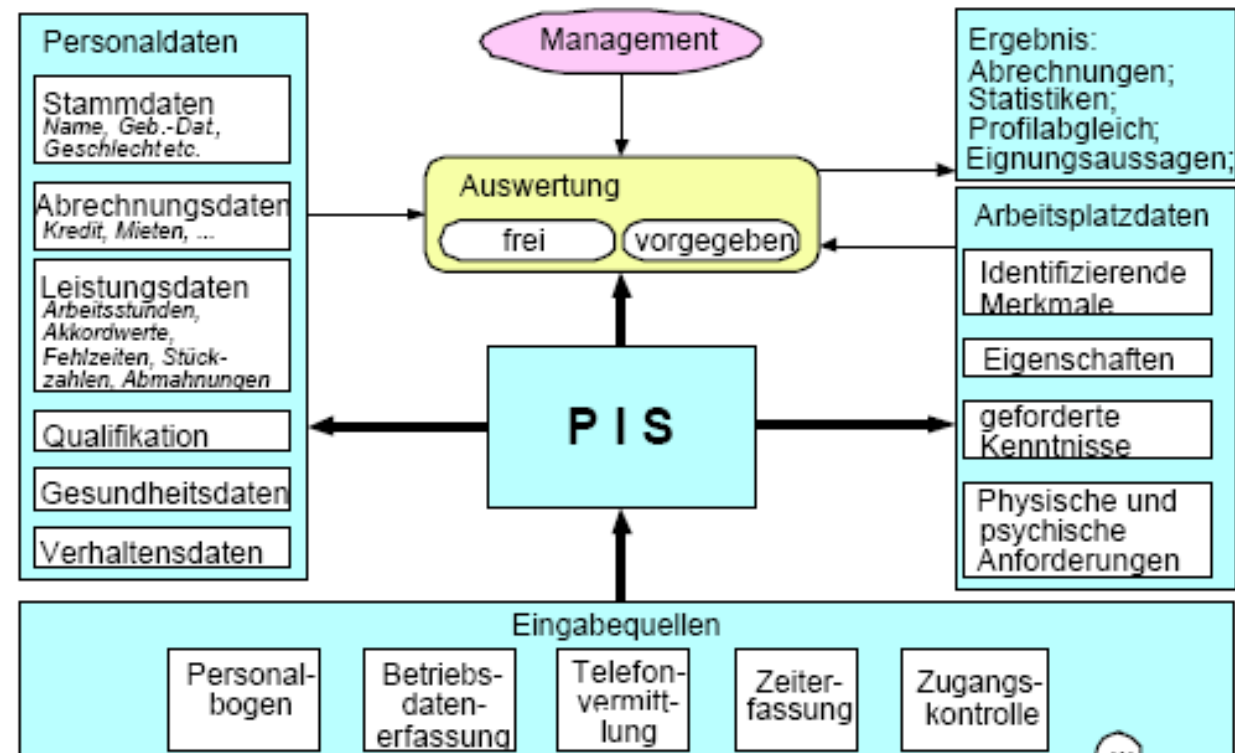 Personaldaten
Stammdaten
Name, Geb.-Dat,
Geschlecht etc.
Abrechnungsdaten
Kredit, Mieten, ...
Leistungsdaten
Arbeitsstunden,
Akkordwerte,
Fehlzeiten, Stück-
zahlen, Abmahnungen
Qualifikation
Gesundheitsdaten
Verhaltensdaten
Management
Auswertung
frei
vorgegeben
P I S
Ergebnis:
Abrechnungen;
Statistiken;
Profilabgleich;
Eignungsaussagen;
Arbeitsplatzdaten
Identifizierende
Merkmale
Eigenschaften
geforderte
Kenntnisse
Physische und
psychische
Anforderungen
Eingabequellen
Personal-
bogen
Betriebs-
daten-
erfassung
Telefon-
vermitt-
lung
Zeiter-
fassung
Zugangs-
kontrolle